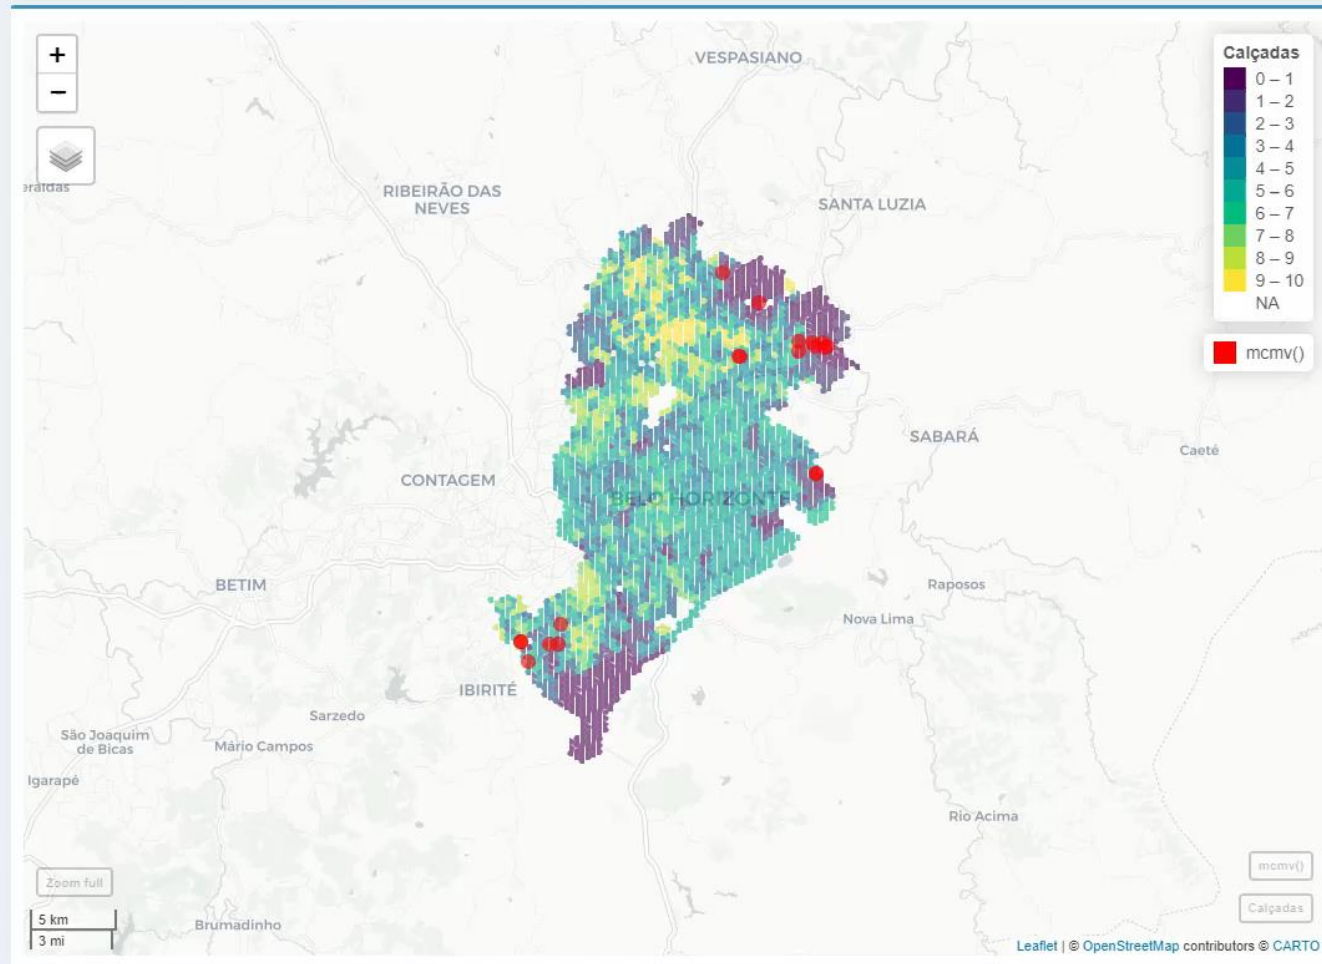 +
−
VESPASIANO
RIBEIRÃO DAS
NEVES
SANTA LUZIA
Calçadas
0 – 1
1 – 2
2 – 3
3 – 4
4 – 5
5 – 6
6 – 7
7 – 8
8 – 9
9 – 10
NA
mcmv()
SABARÁ
Caeté
CONTAGEM
BELO HORIZONTE
BETIM
Raposos
Nova Lima
IBIRITÉ
Sarzedo
São Joaquim
de Bicas
Mário Campos
Igarapé
Rio Acima
Zoom full
mcmv()
Calçadas
5 km
3 mi
Brumadinho
Leaflet | © OpenStreetMap contributors © CARTO